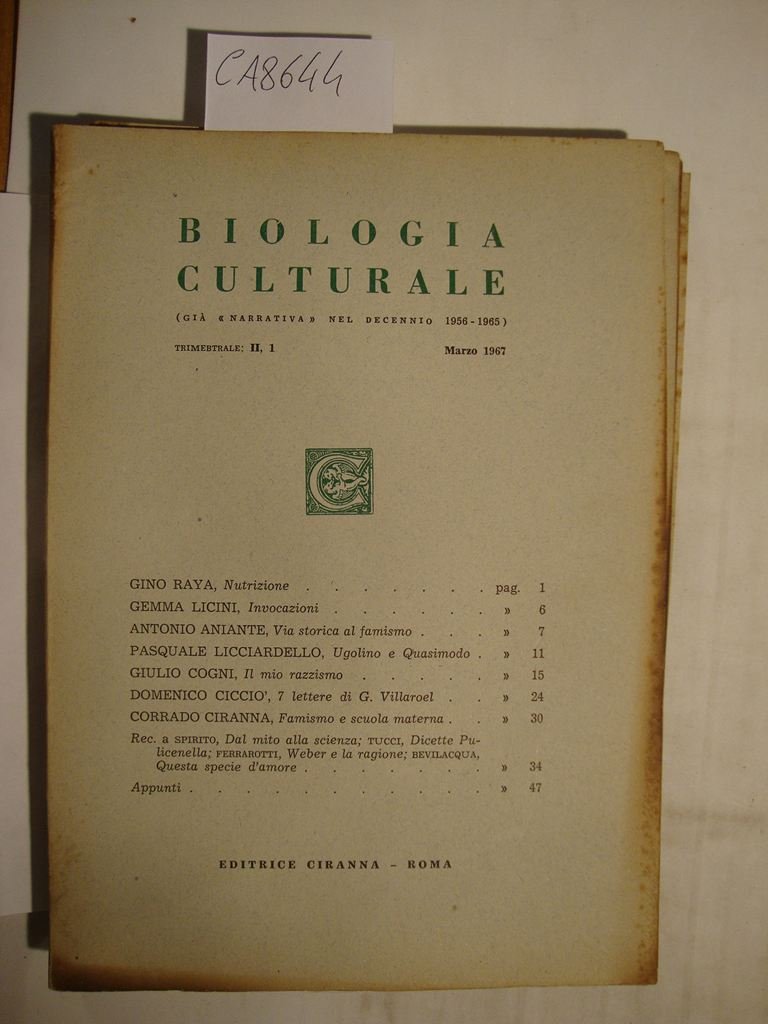 CA8644
BIOLOGIA
CULTURALE
(GIÀ « NARRATIVA » NEL DECENNIO 1956 - 1965)
TRIMESTRALE: II, 1 Marzo 1967
C
GINO RAYA, Nutrizione . . . . . . . pag. 1
GEMMA LICINI, Invocazioni . . . . . . » 6
ANTONIO ANIANTE, Via storica al famismo . . . » 7
PASQUALE LICCIARDELLO, Ugolino e Quasimodo . » 11
GIULIO COGNI, Il mio razzismo . . . . . » 15
DOMENICO CICCIO', 7 lettere di G. Villaroel . . » 24
CORRADO CIRANNA, Famismo e scuola materna . . » 30
Rec. a SPIRITO, Dal mito alla scienza; TUCCI, Dicette Pu-
licenella; FERRAROTTI, Weber e la ragione; BEVILACQUA,
Questa specie d'amore . . . . . . . » 34
Appunti . . . . . . . . . . . » 47
EDITRICE CIRANNA - ROMA